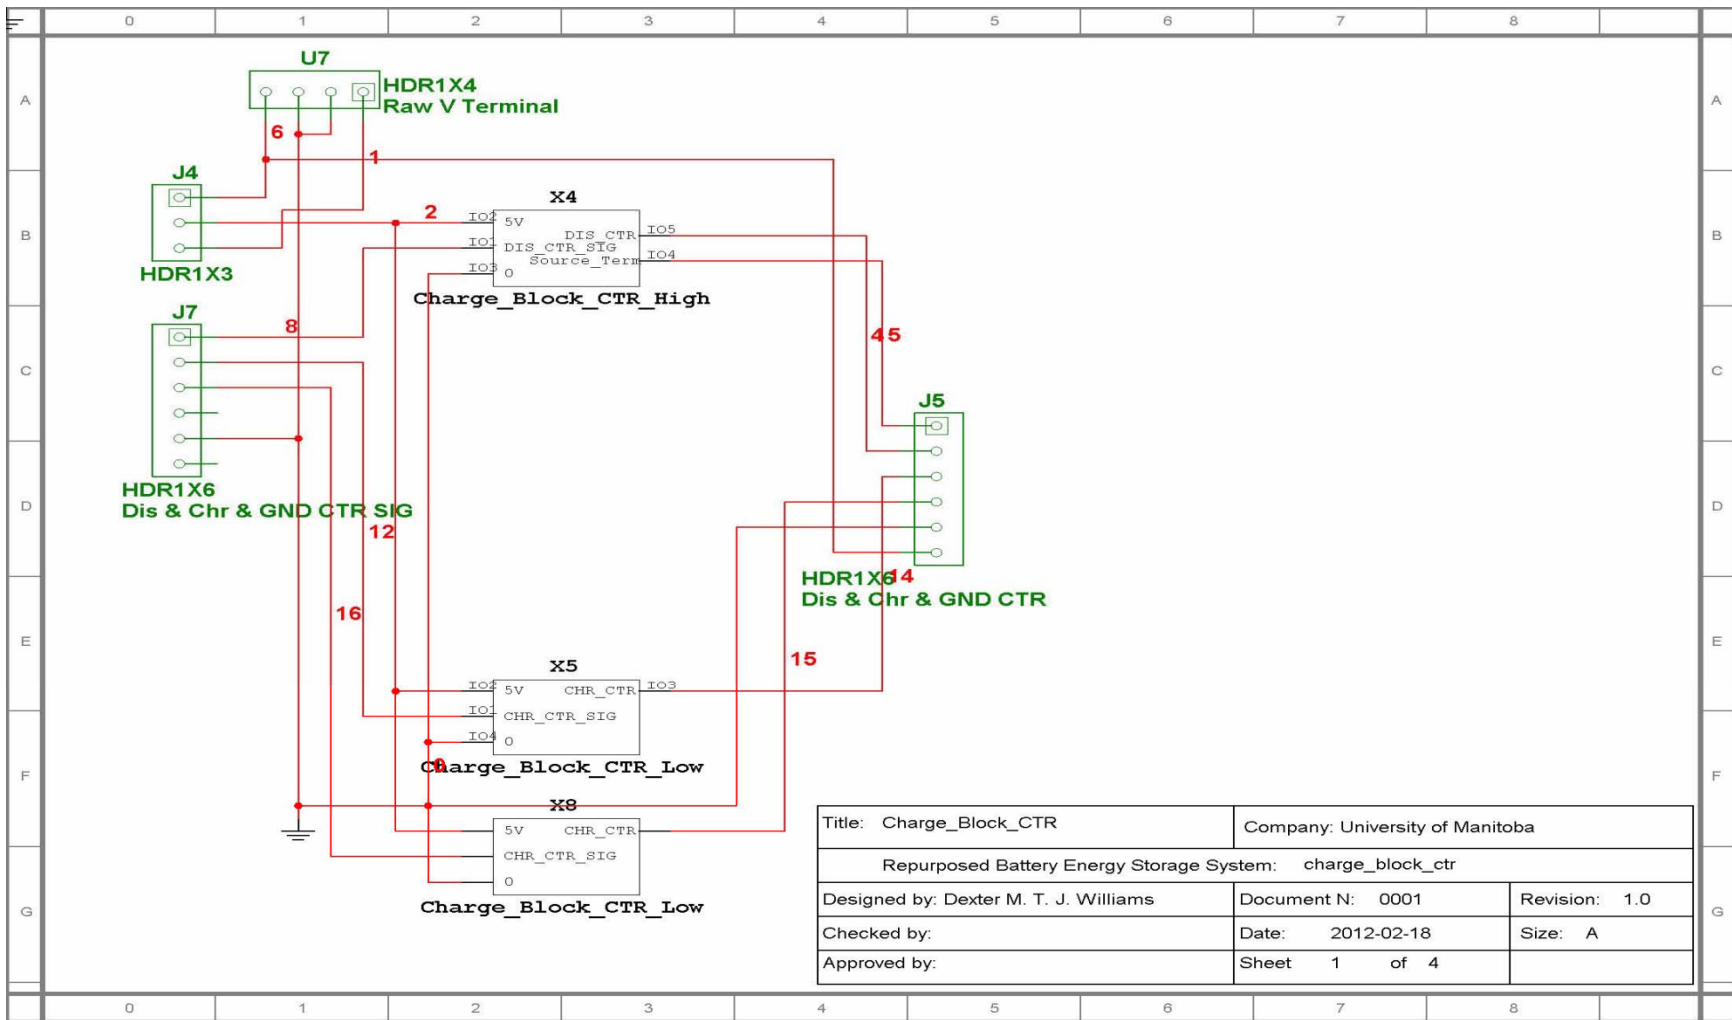 0 1 2 3 4 5 6 7 8
A A
U7
HDR1X4
Raw V Terminal
6
1
J4
B B
2
HDR1X3
X4
IO2 5V
DIS_CTR IO5
IO1 DIS_CTR_SIG
Source_Term IO4
IO3 0
Charge_Block_CTR_High
J7
8
4 5
C C
J5
HDR1X6
Dis & Chr & GND CTR SIG
D D
12
HDR1X6 14
Dis & Chr & GND CTR
16
E E
15
X5
IO2 5V CHR_CTR IO3
IO1 CHR_CTR_SIG
IO4 0
0
Charge_Block_CTR_Low
F F
X8
5V CHR_CTR
CHR_CTR_SIG
0
Charge_Block_CTR_Low
G G
Title: Charge_Block_CTR Company: University of Manitoba
Repurposed Battery Energy Storage System: charge_block_ctr
Designed by: Dexter M. T. J. Williams Document N: 0001 Revision: 1.0
Checked by: Date: 2012-02-18 Size: A
Approved by: Sheet 1 of 4
0 1 2 3 4 5 6 7 8